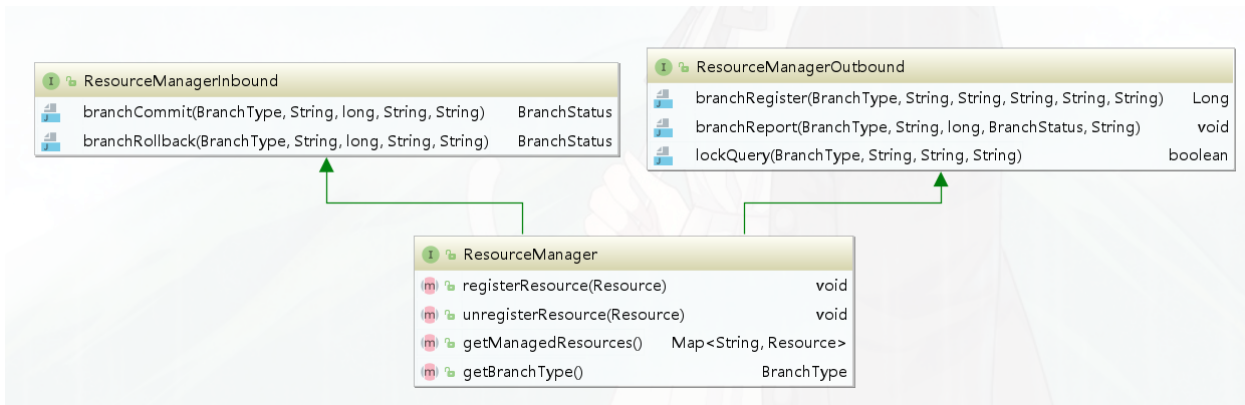 ResourceManagerInbound
branchCommit(BranchType, String, long, String, String) BranchStatus
branchRollback(BranchType, String, long, String, String) BranchStatus
ResourceManagerOutbound
branchRegister(BranchType, String, String, String, String, String) Long
branchReport(BranchType, String, long, BranchStatus, String) void
lockQuery(BranchType, String, String, String) boolean
ResourceManager
registerResource(Resource) void
unregisterResource(Resource) void
getManagedResources() Map<String, Resource>
getBranchType() BranchType